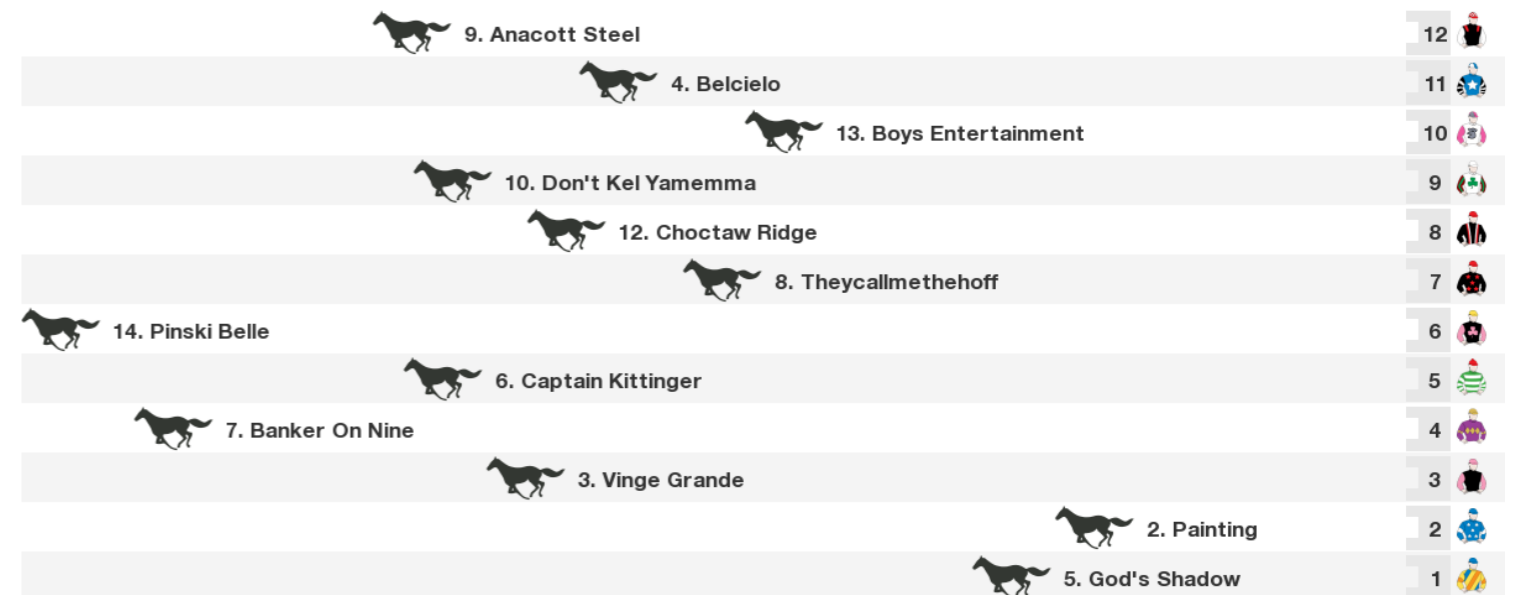 9. Anacott Steel 12
4. Belcielo 11
13. Boys Entertainment 10
10. Don't Kel Yamemma 9
12. Choctaw Ridge 8
8. Theycallmethehoff 7
14. Pinski Belle 6
6. Captain Kittinger 5
7. Banker On Nine 4
3. Vinge Grande 3
2. Painting 2
5. God's Shadow 1